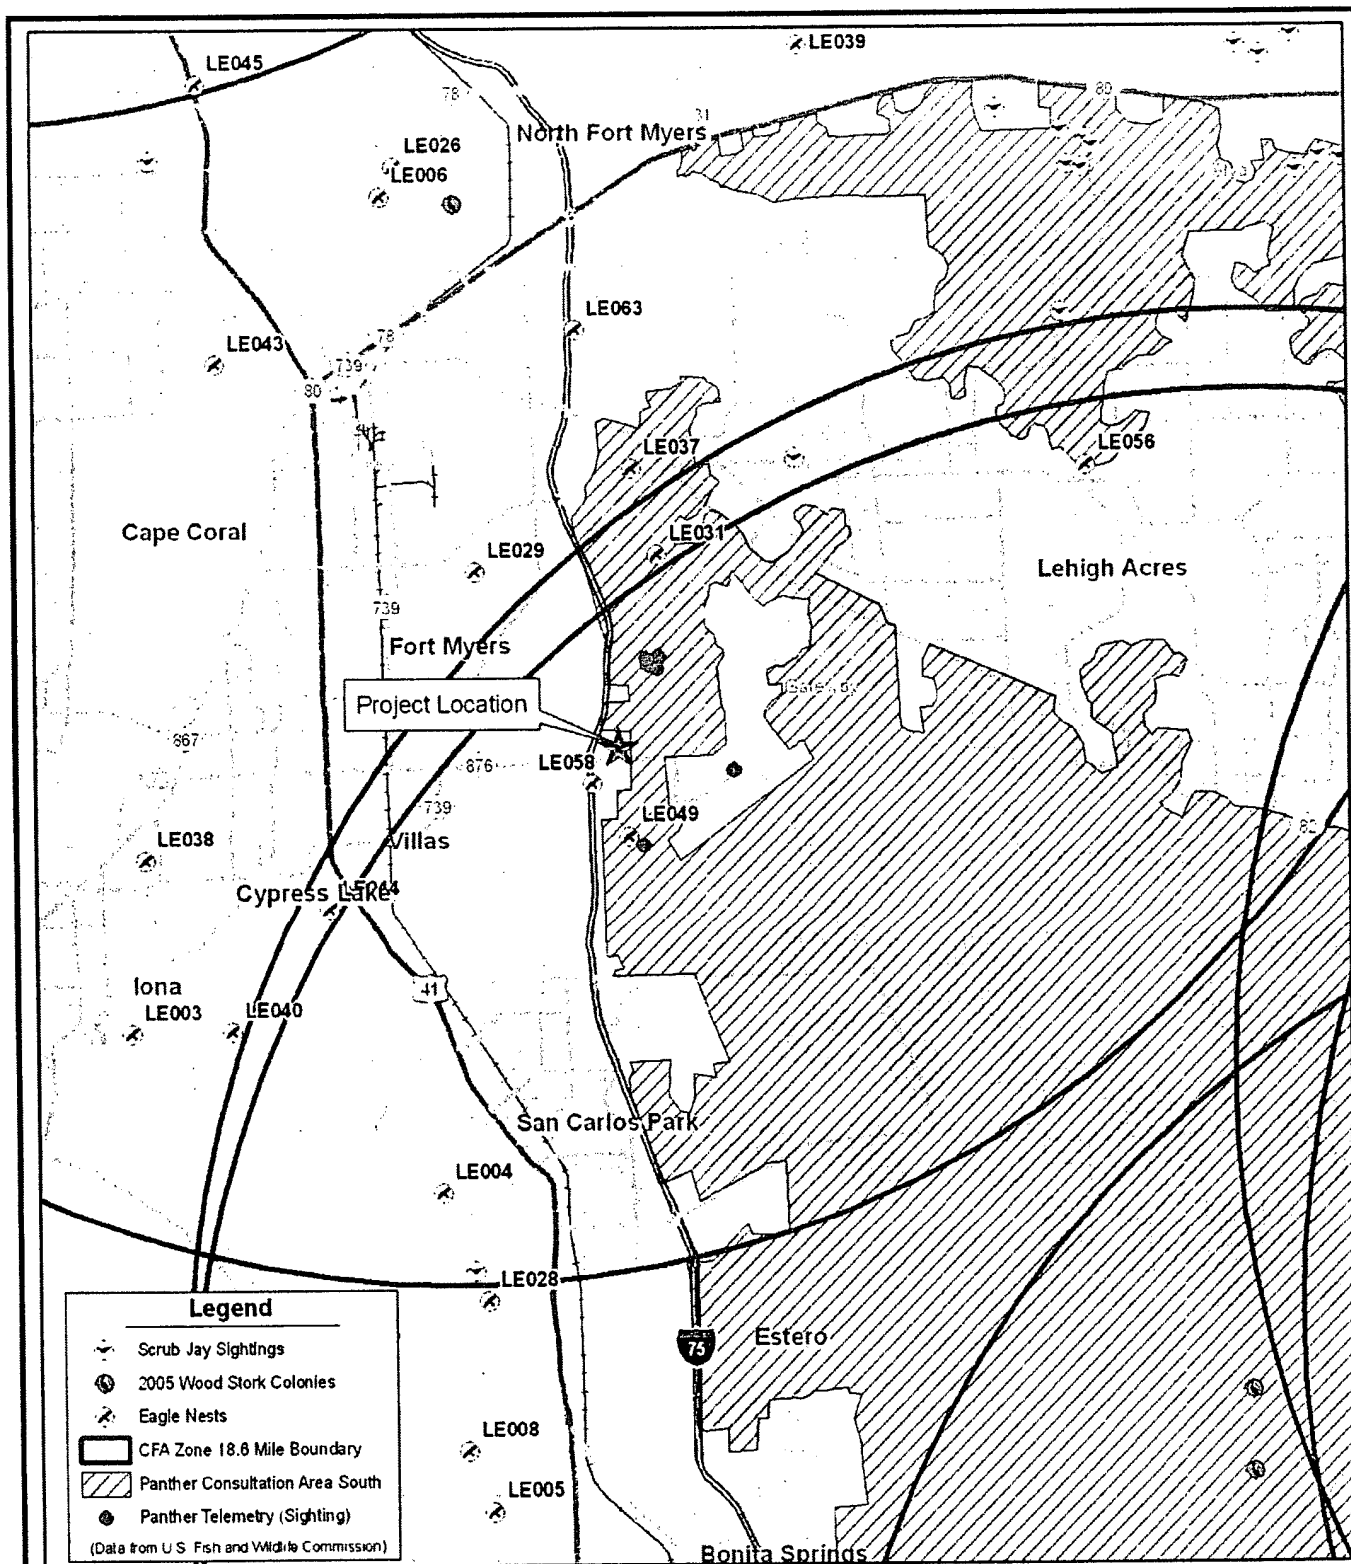 LE039
LE045
80
78
31
North Fort Myers
LE026
LE006
LE063
LE043
78
739
80
LE037
LE056
Cape Coral
LE031
LE029
Lehigh Acres
739
Fort Myers
Gateway
Project Location
867
876
LE058
739
LE049
82
Villas
LE038
Cypress Lake
LE044
41
Iona
LE003
LE040
San Carlos Park
LE004
LE028
Legend
Scrub Jay Sightings
2005 Wood Stork Colonies
Eagle Nests
CFA Zone 18.6 Mile Boundary
Panther Consultation Area South
Panther Telemetry (Sighting)
(Data from U S Fish and Wildlife Commission)
75
Estero
LE008
LE005
Bonita Springs